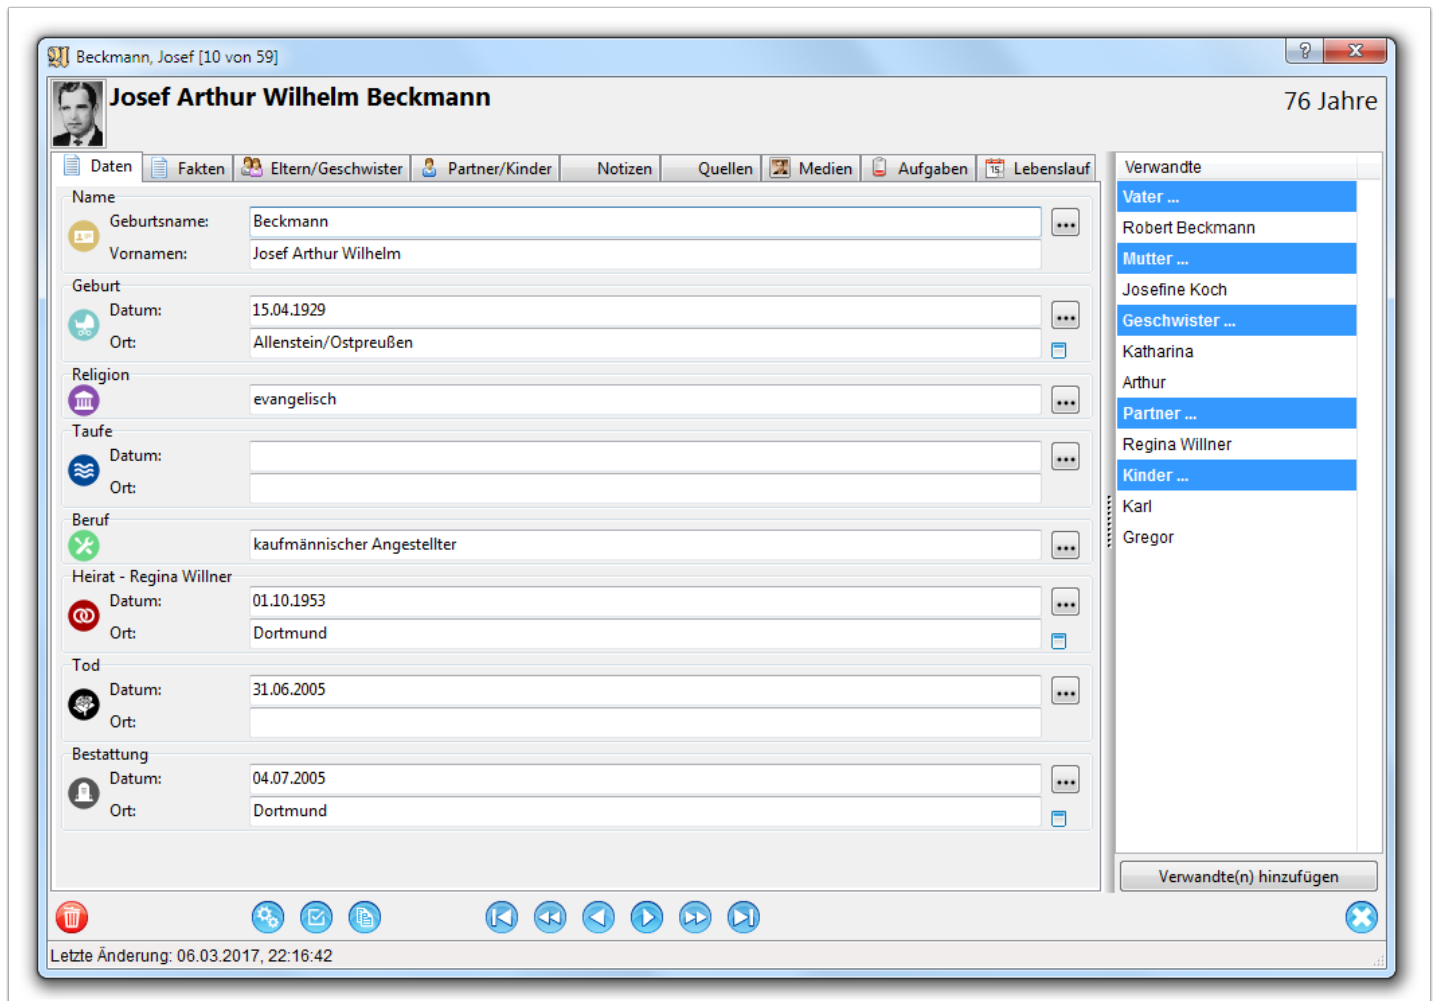 Beckmann, Josef [10 von 59]
Josef Arthur Wilhelm Beckmann
76 Jahre
Daten Fakten Eltern/Geschwister Partner/Kinder Notizen Quellen Medien Aufgaben Lebenslauf
Name
Geburtsname: Beckmann
Vornamen: Josef Arthur Wilhelm
Geburt
Datum: 15.04.1929
Ort: Allenstein/Ostpreußen
Religion
evangelisch
Taufe
Datum:
Ort:
Beruf
kaufmännischer Angestellter
Heirat - Regina Willner
Datum: 01.10.1953
Ort: Dortmund
Tod
Datum: 31.06.2005
Ort:
Bestattung
Datum: 04.07.2005
Ort: Dortmund
Verwandte
Vater ...
Robert Beckmann
Mutter ...
Josefine Koch
Geschwister ...
Katharina
Arthur
Partner ...
Regina Willner
Kinder ...
Karl
Gregor
Verwandte(n) hinzufügen
Letzte Änderung: 06.03.2017, 22:16:42